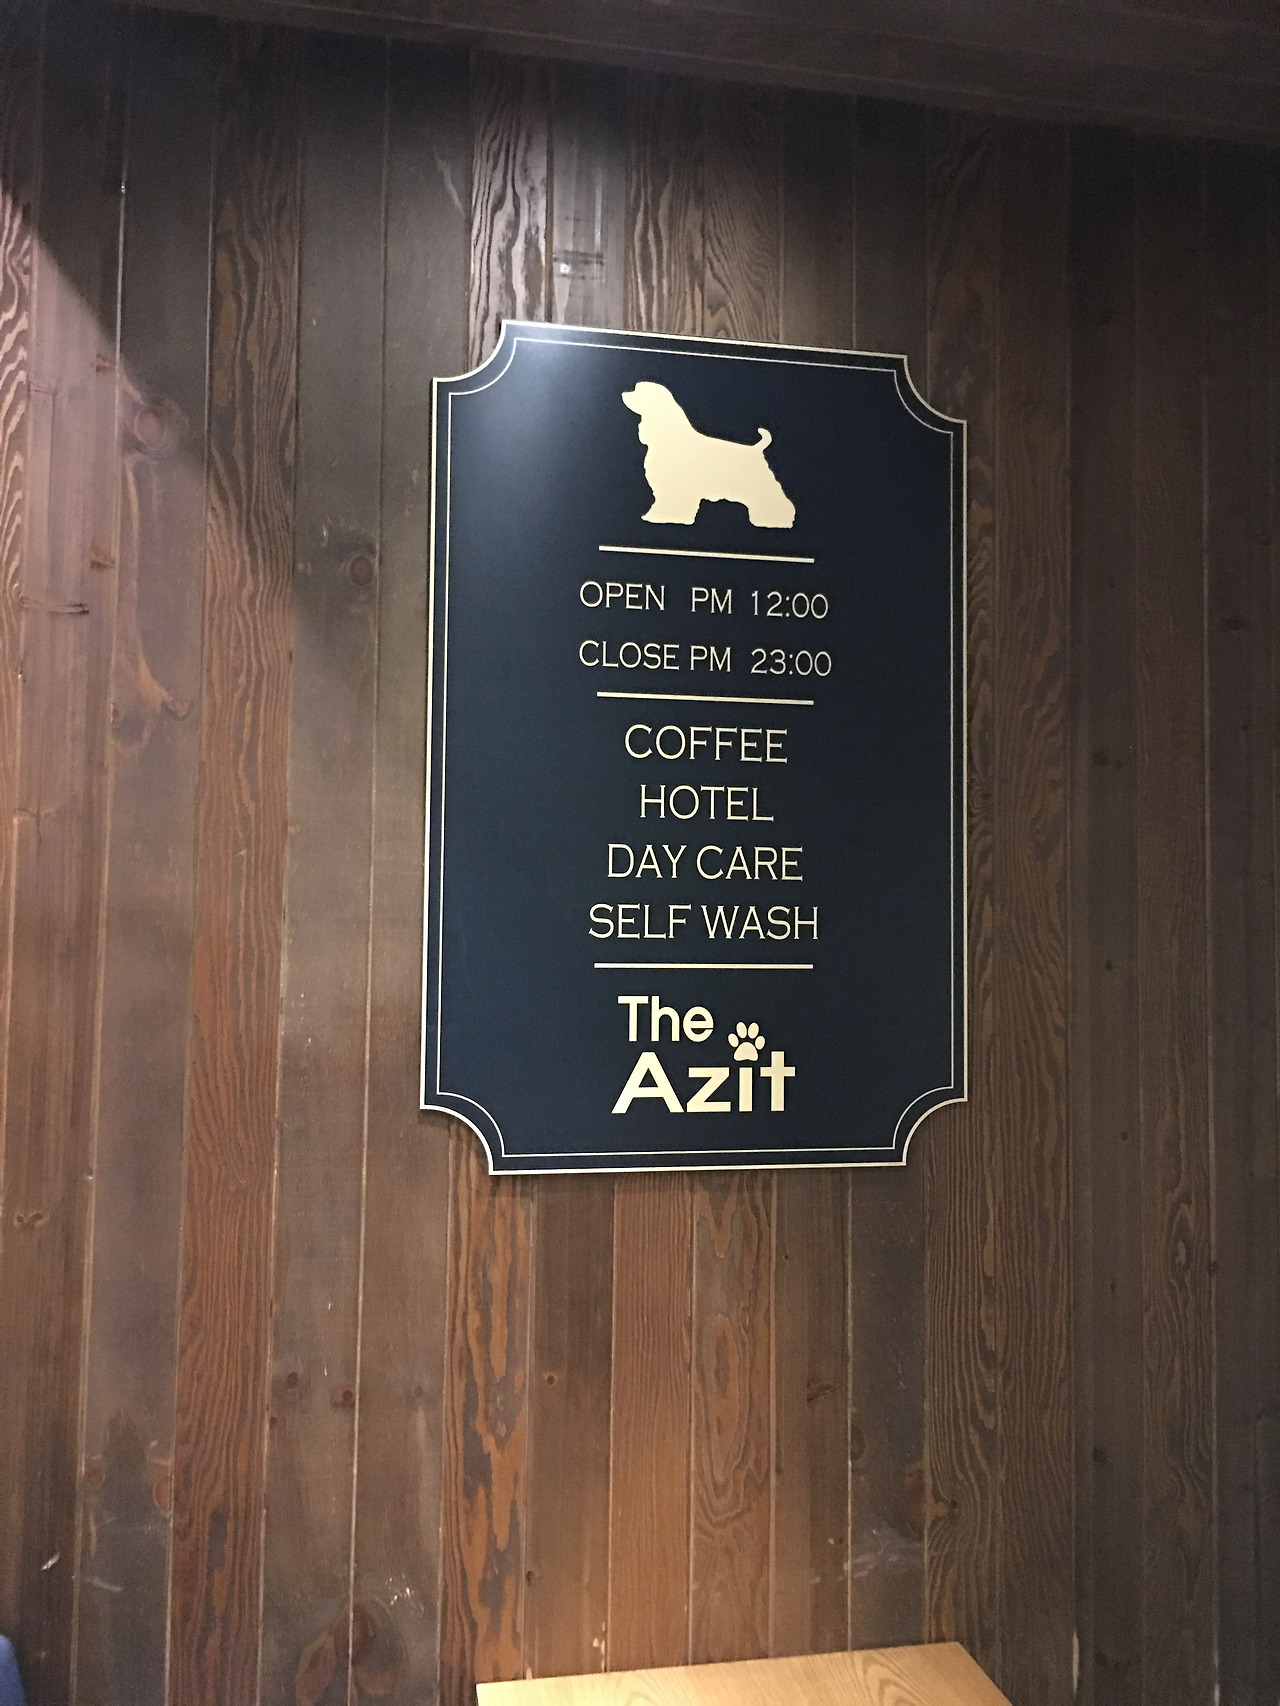 OPEN PM 12:00
CLOSE PM 23:00
COFFEE
HOTEL
DAY CARE
SELF WASH
The
Azit